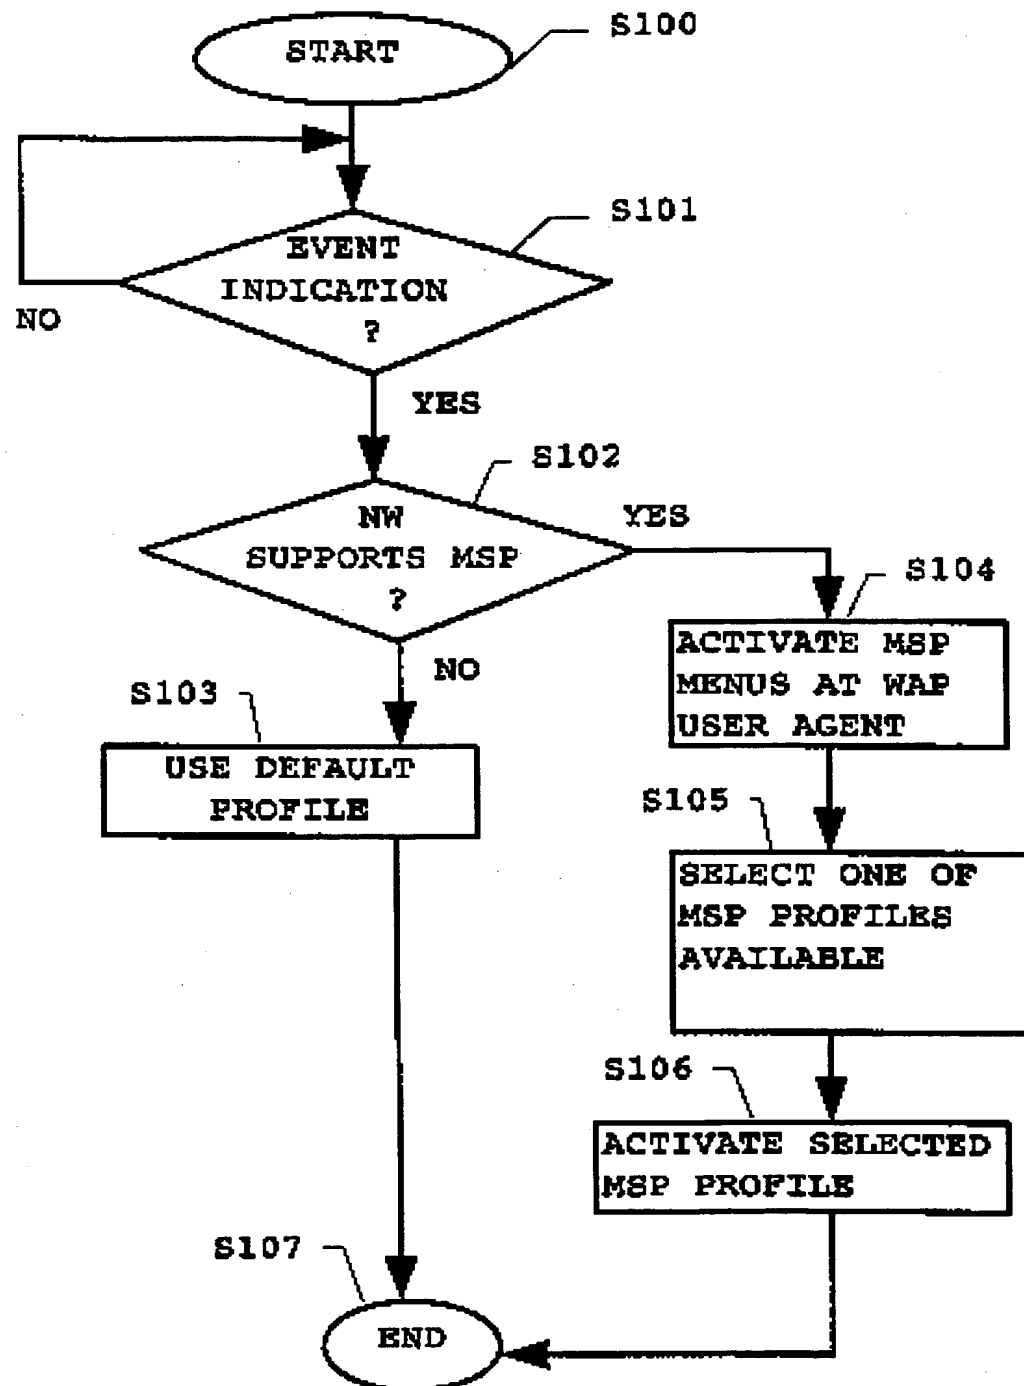 START
S100
S101
EVENT
INDICATION
?
NO
YES
S102
NW
SUPPORTS MSP
?
YES
S104
ACTIVATE MSP
MENUS AT WAP
USER AGENT
NO
S103
USE DEFAULT
PROFILE
S105
SELECT ONE OF
MSP PROFILES
AVAILABLE
S106
ACTIVATE SELECTED
MSP PROFILE
S107
END